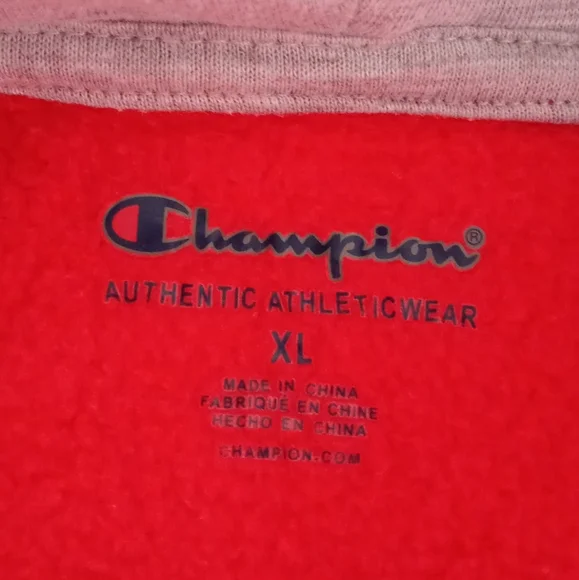 Champion®
AUTHENTIC ATHLETICWEAR
XL
MADE IN CHINA
FABRIQUÉ EN CHINE
HECHO EN CHINA
CHAMPION.COM